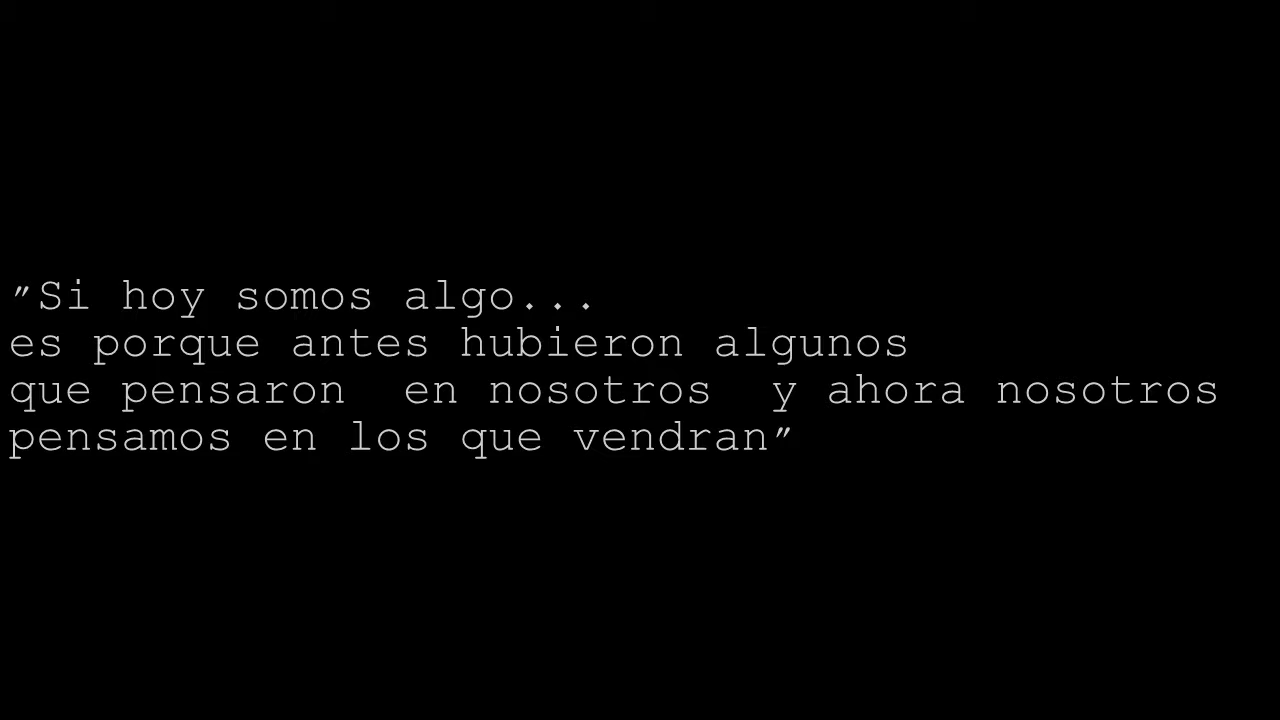 "Si hoy somos algo...
es porque antes hubieron algunos
que pensaron  en nosotros  y ahora nosotros
pensamos en los que vendran"